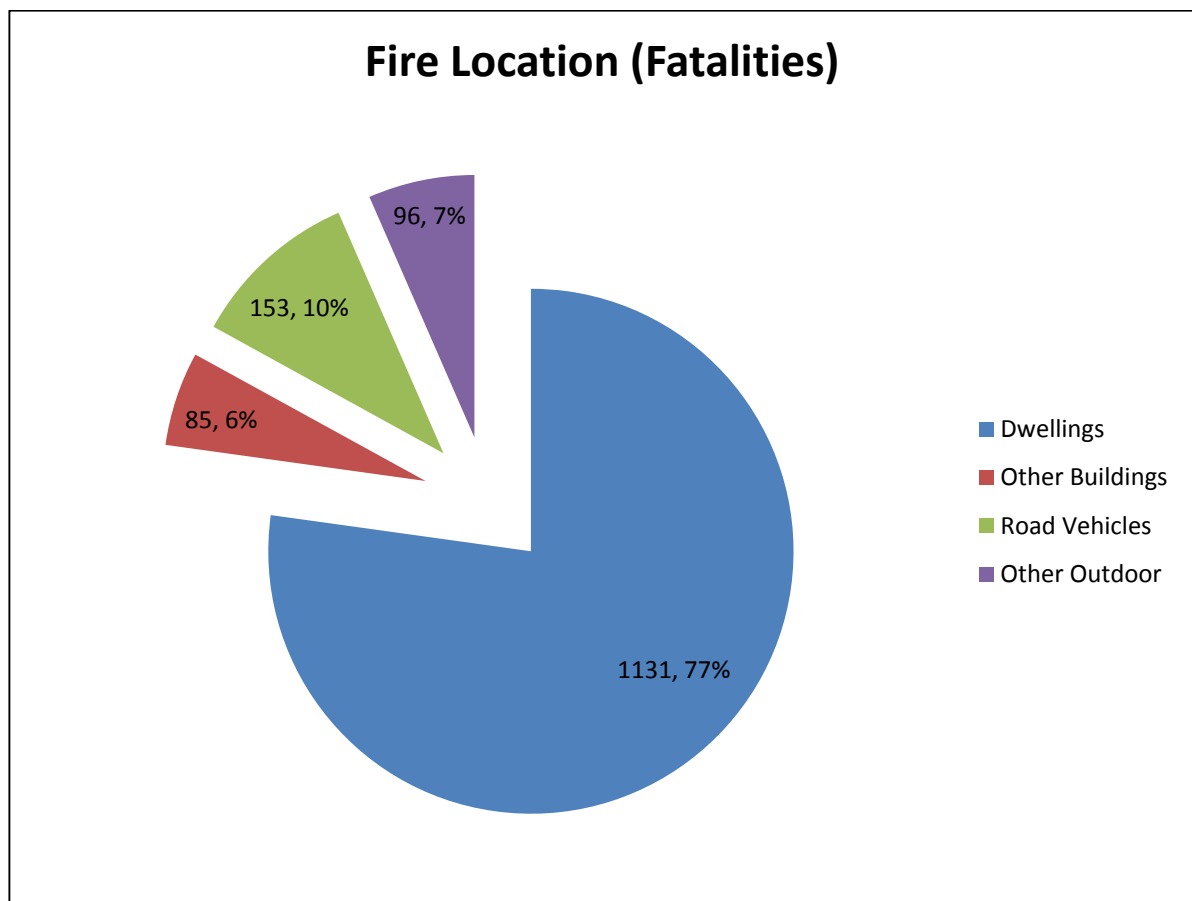 Fire Location (Fatalities)
96, 7%
153, 10%
85, 6%
1131, 77%
Dwellings
Other Buildings
Road Vehicles
Other Outdoor